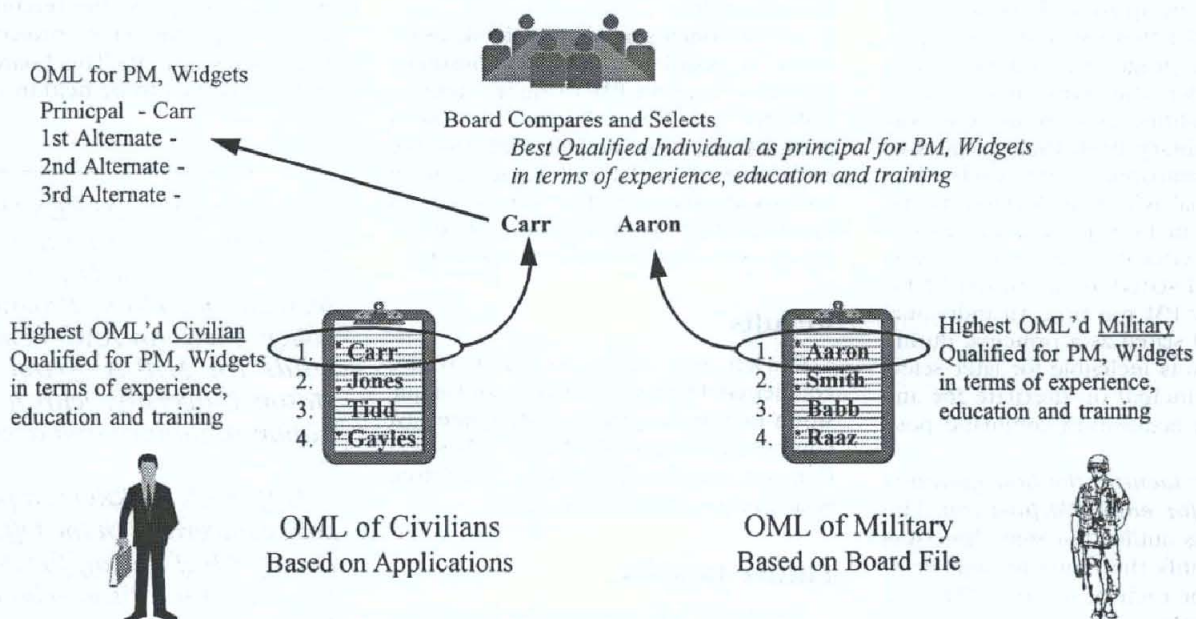 OML for PM, Widgets
Prinicpal - Carr
1st Alternate -
2nd Alternate -
3rd Alternate -
Board Compares and Selects
Best Qualified Individual as principal for PM, Widgets
in terms of experience, education and training
Carr Aaron
Highest OML'd Civilian
Qualified for PM, Widgets
in terms of experience,
education and training
1. * Carr
2. * Jones
3. Tidd
4. * Gayles
1. * Aaron
2. * Smith
3. Babb
4. * Raaz
Highest OML'd Military
Qualified for PM, Widgets
in terms of experience,
education and training
OML of Civilians
Based on Applications
OML of Military
Based on Board File